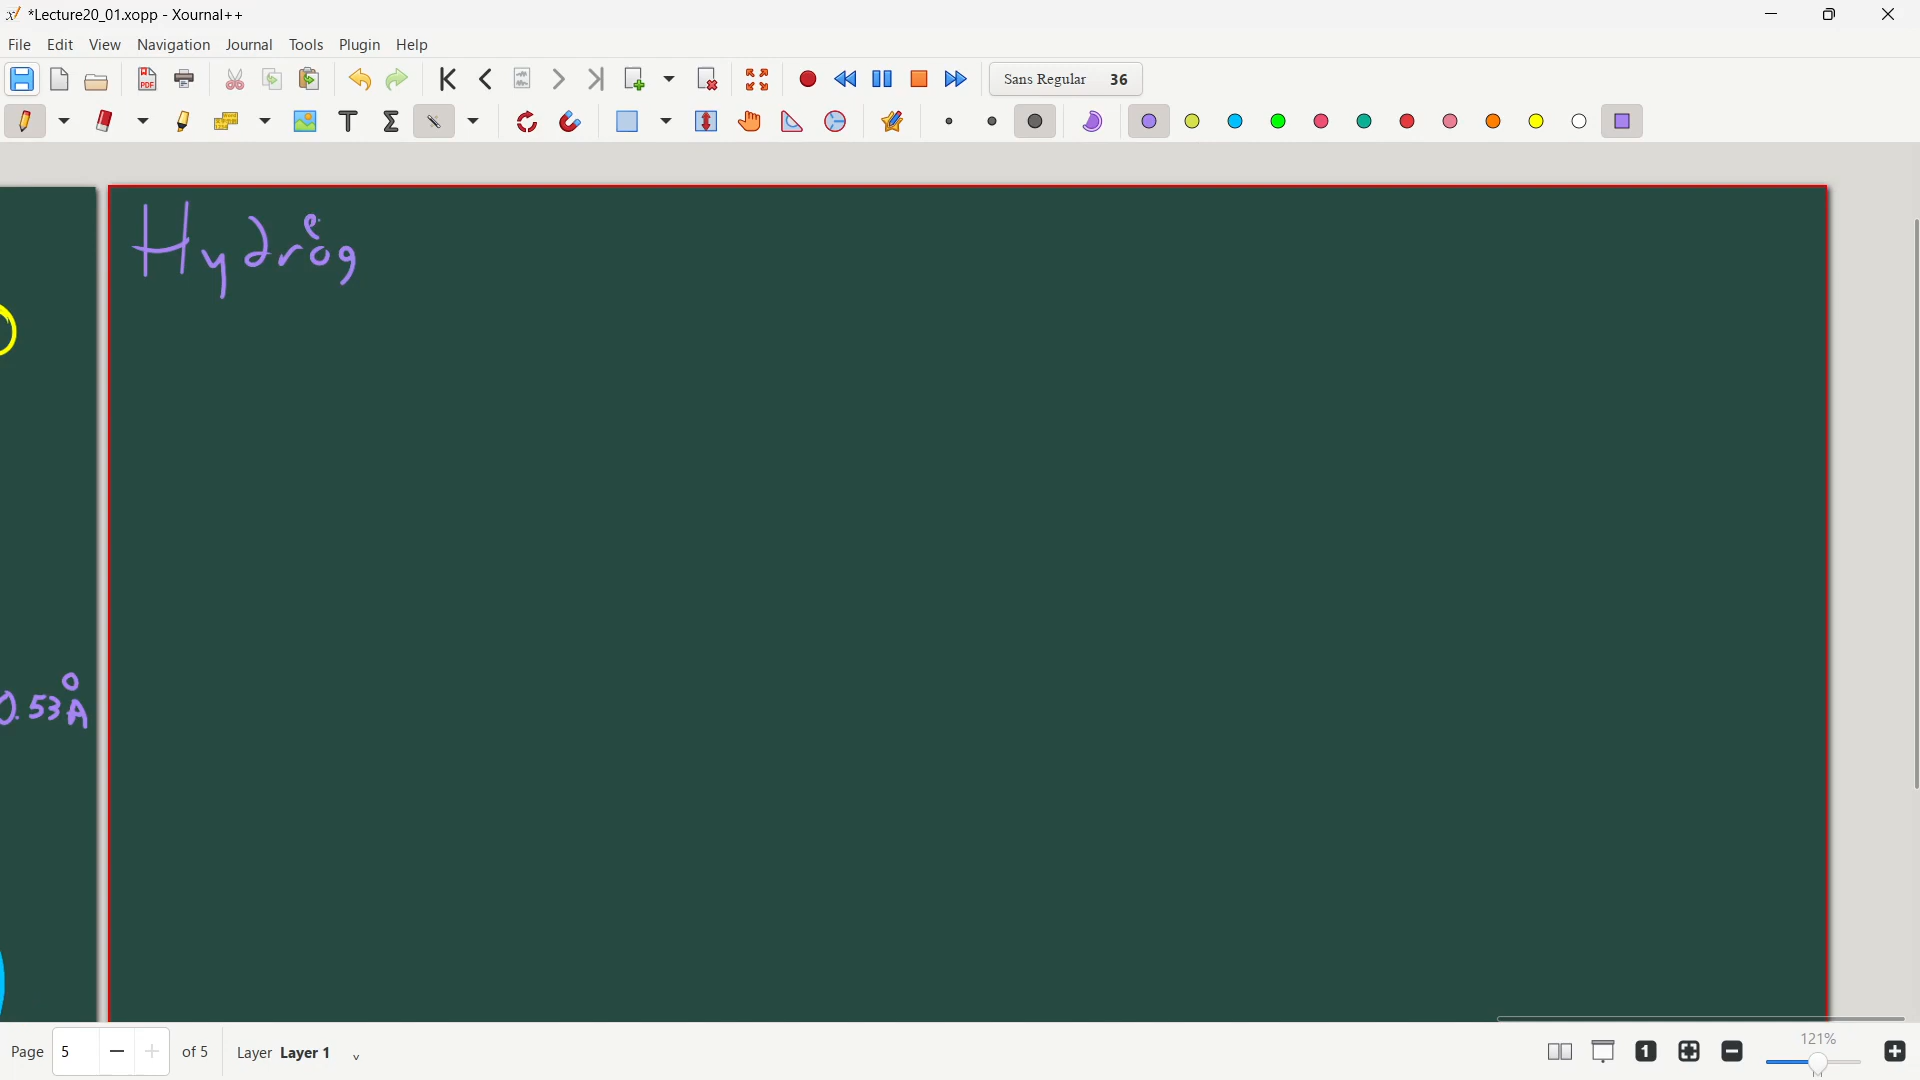 *Lecture20_01.xopp - Xournal++
File Edit View Navigation Journal Tools Plugin Help
Sans Regular 36
Hydrog
0.53Å
Page 5 of 5 Layer Layer 1
121%